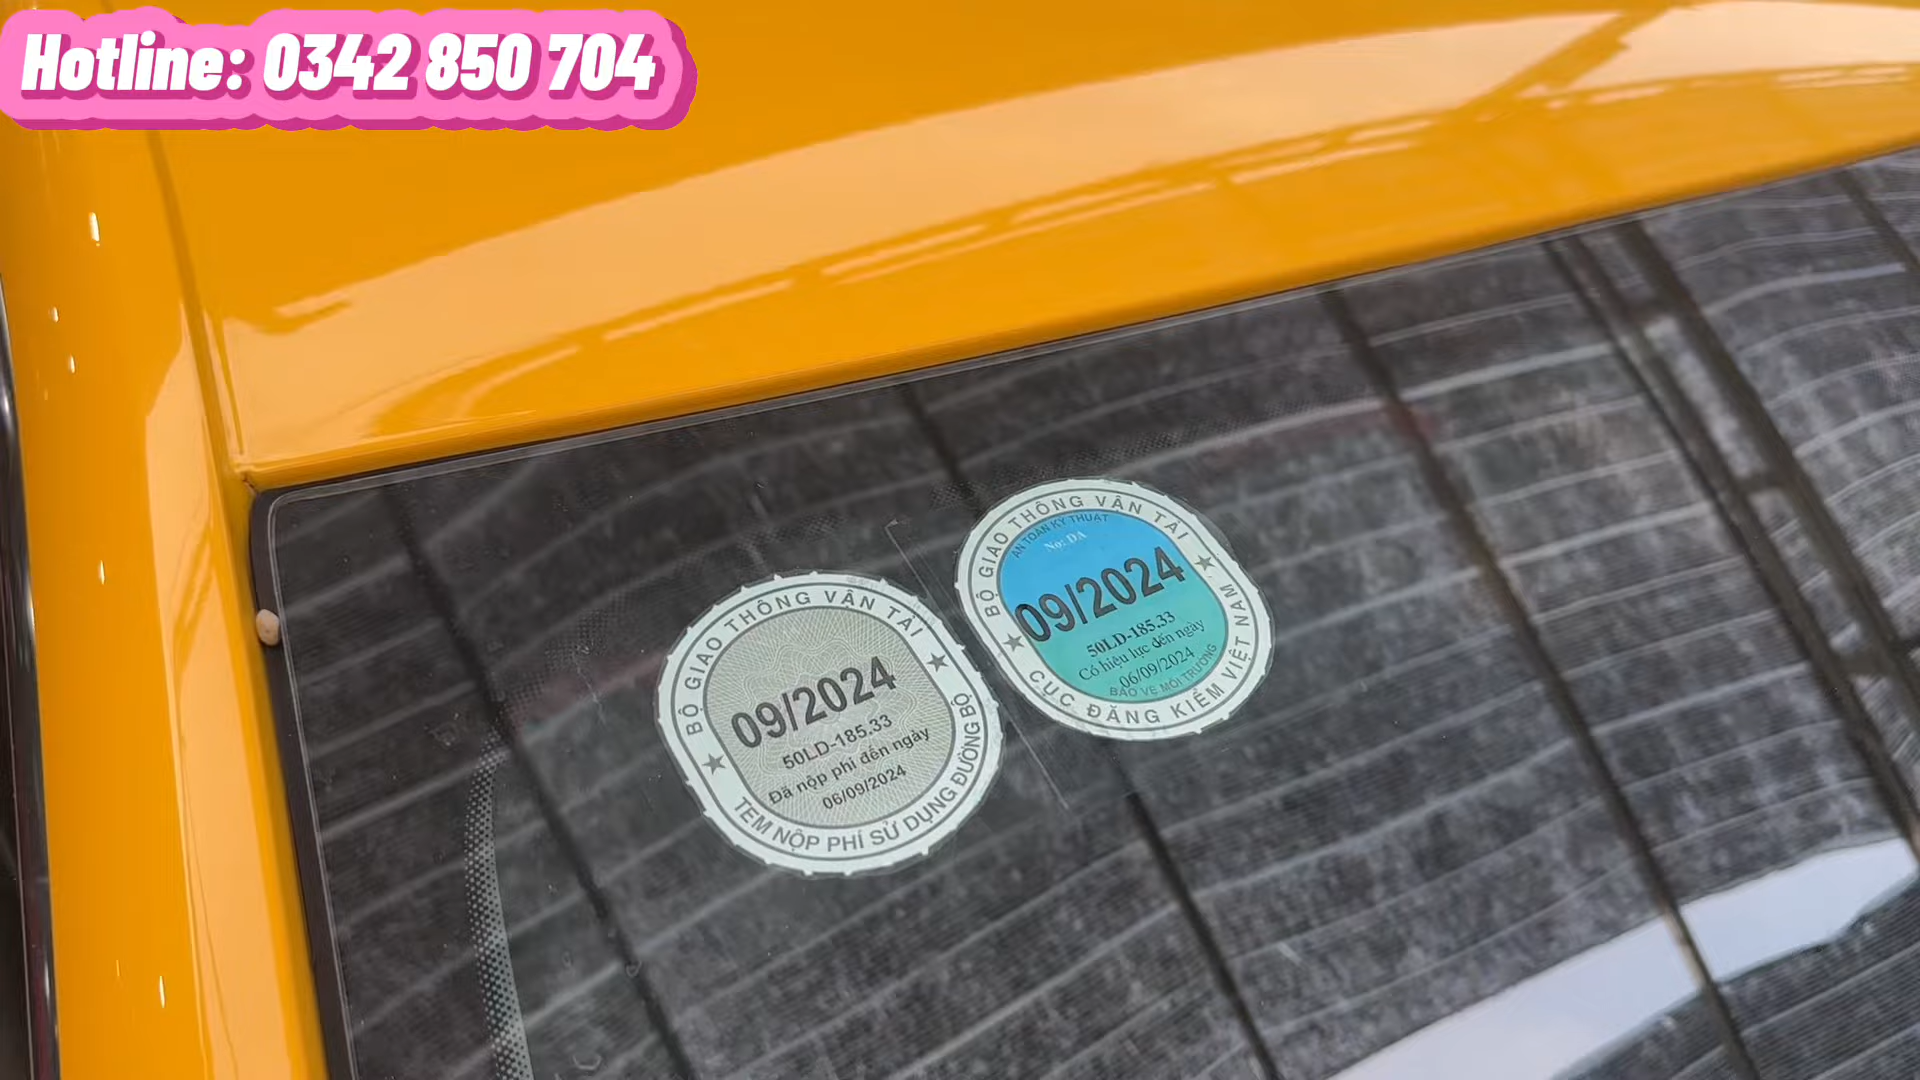 Hotline: 0342 850 704
BỘ GIAO THÔNG VẬN TẢI
AN TOÀN KỸ THUẬT
No: DA
09/2024
50LD-185.33
Có hiệu lực đến ngày
06/09/2024
BẢO VỆ MÔI TRƯỜNG
CỤC ĐĂNG KIỂM VIỆT NAM
BỘ GIAO THÔNG VẬN TẢI
09/2024
50LD-185.33
Đã nộp phí đến ngày
06/09/2024
TEM NỘP PHÍ SỬ DỤNG ĐƯỜNG BỘ